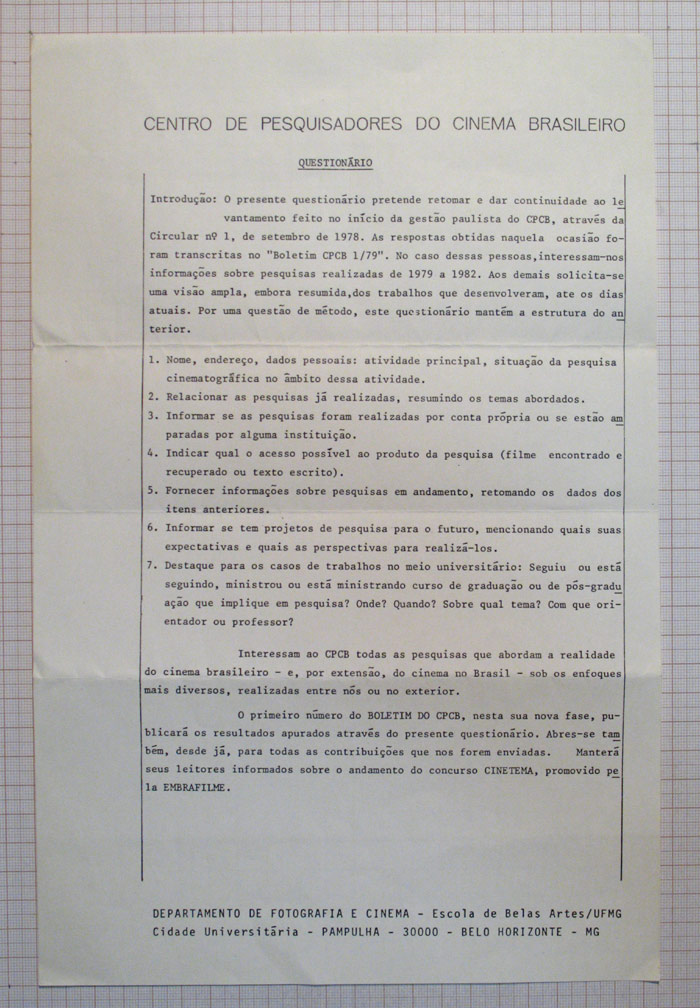 CENTRO DE PESQUISADORES DO CINEMA BRASILEIRO
QUESTIONÁRIO
Introdução: O presente questionário pretende retomar e dar continuidade ao le
vantamento feito no início da gestão paulista do CPCB, através da
Circular nº 1, de setembro de 1978. As respostas obtidas naquela ocasião fo-
ram transcritas no "Boletim CPCB 1/79". No caso dessas pessoas,interessam-nos
informações sobre pesquisas realizadas de 1979 a 1982. Aos demais solicita-se
uma visão ampla, embora resumida,dos trabalhos que desenvolveram, ate os dias
atuais. Por uma questão de método, este questionário mantém a estrutura do an
terior.
1. Nome, endereço, dados pessoais: atividade principal, situação da pesquisa
cinematográfica no âmbito dessa atividade.
2. Relacionar as pesquisas já realizadas, resumindo os temas abordados.
3. Informar se as pesquisas foram realizadas por conta própria ou se estão am
paradas por alguma instituição.
4. Indicar qual o acesso possível ao produto da pesquisa (filme encontrado e
recuperado ou texto escrito).
5. Fornecer informações sobre pesquisas em andamento, retomando os dados dos
itens anteriores.
6. Informar se tem projetos de pesquisa para o futuro, mencionando quais suas
expectativas e quais as perspectivas para realizá-los.
7. Destaque para os casos de trabalhos no meio universitário: Seguiu ou está
seguindo, ministrou ou está ministrando curso de graduação ou de pós-gradu
ação que implique em pesquisa? Onde? Quando? Sobre qual tema? Com que ori-
entador ou professor?
Interessam ao CPCB todas as pesquisas que abordam a realidade
do cinema brasileiro - e, por extensão, do cinema no Brasil - sob os enfoques
mais diversos, realizadas entre nós ou no exterior.
O primeiro número do BOLETIM DO CPCB, nesta sua nova fase, pu-
blicará os resultados apurados através do presente questionário. Abres-se tam
bém, desde já, para todas as contribuições que nos forem enviadas. Manterá
seus leitores informados sobre o andamento do concurso CINETEMA, promovido pe
la EMBRAFILME.
DEPARTAMENTO DE FOTOGRAFIA E CINEMA - Escola de Belas Artes/UFMG
Cidade Universitária - PAMPULHA - 30000 - BELO HORIZONTE - MG